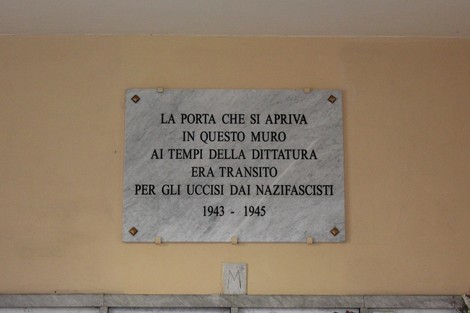 LA PORTA CHE SI APRIVA
IN QUESTO MURO
AI TEMPI DELLA DITTATURA
ERA TRANSITO
PER GLI UCCISI DAI NAZIFASCISTI
1943 - 1945
M